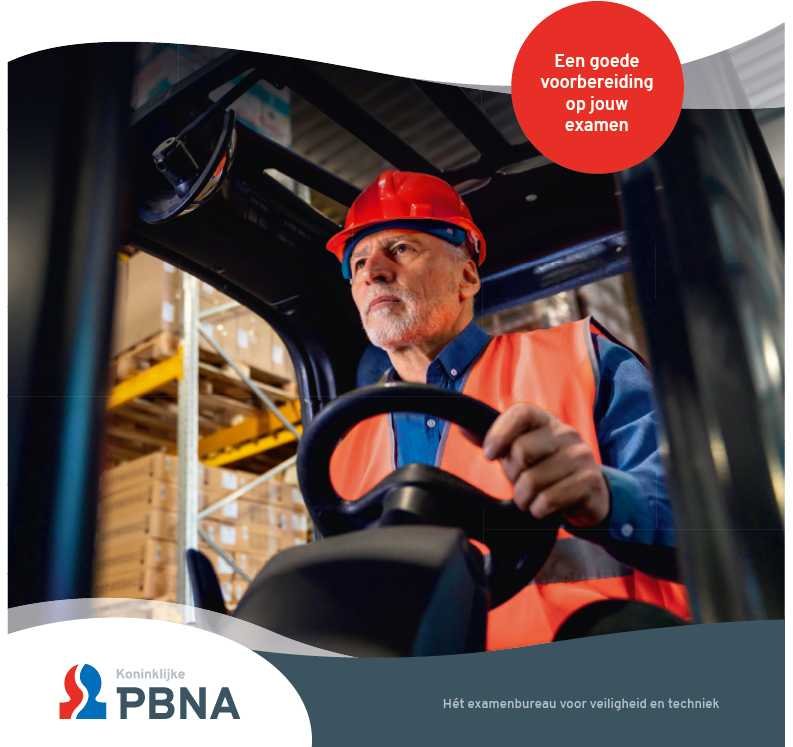 Een goede
voorbereiding
op jouw
examen
Koninklijke
PBNA
Hét examenbureau voor veiligheid en techniek